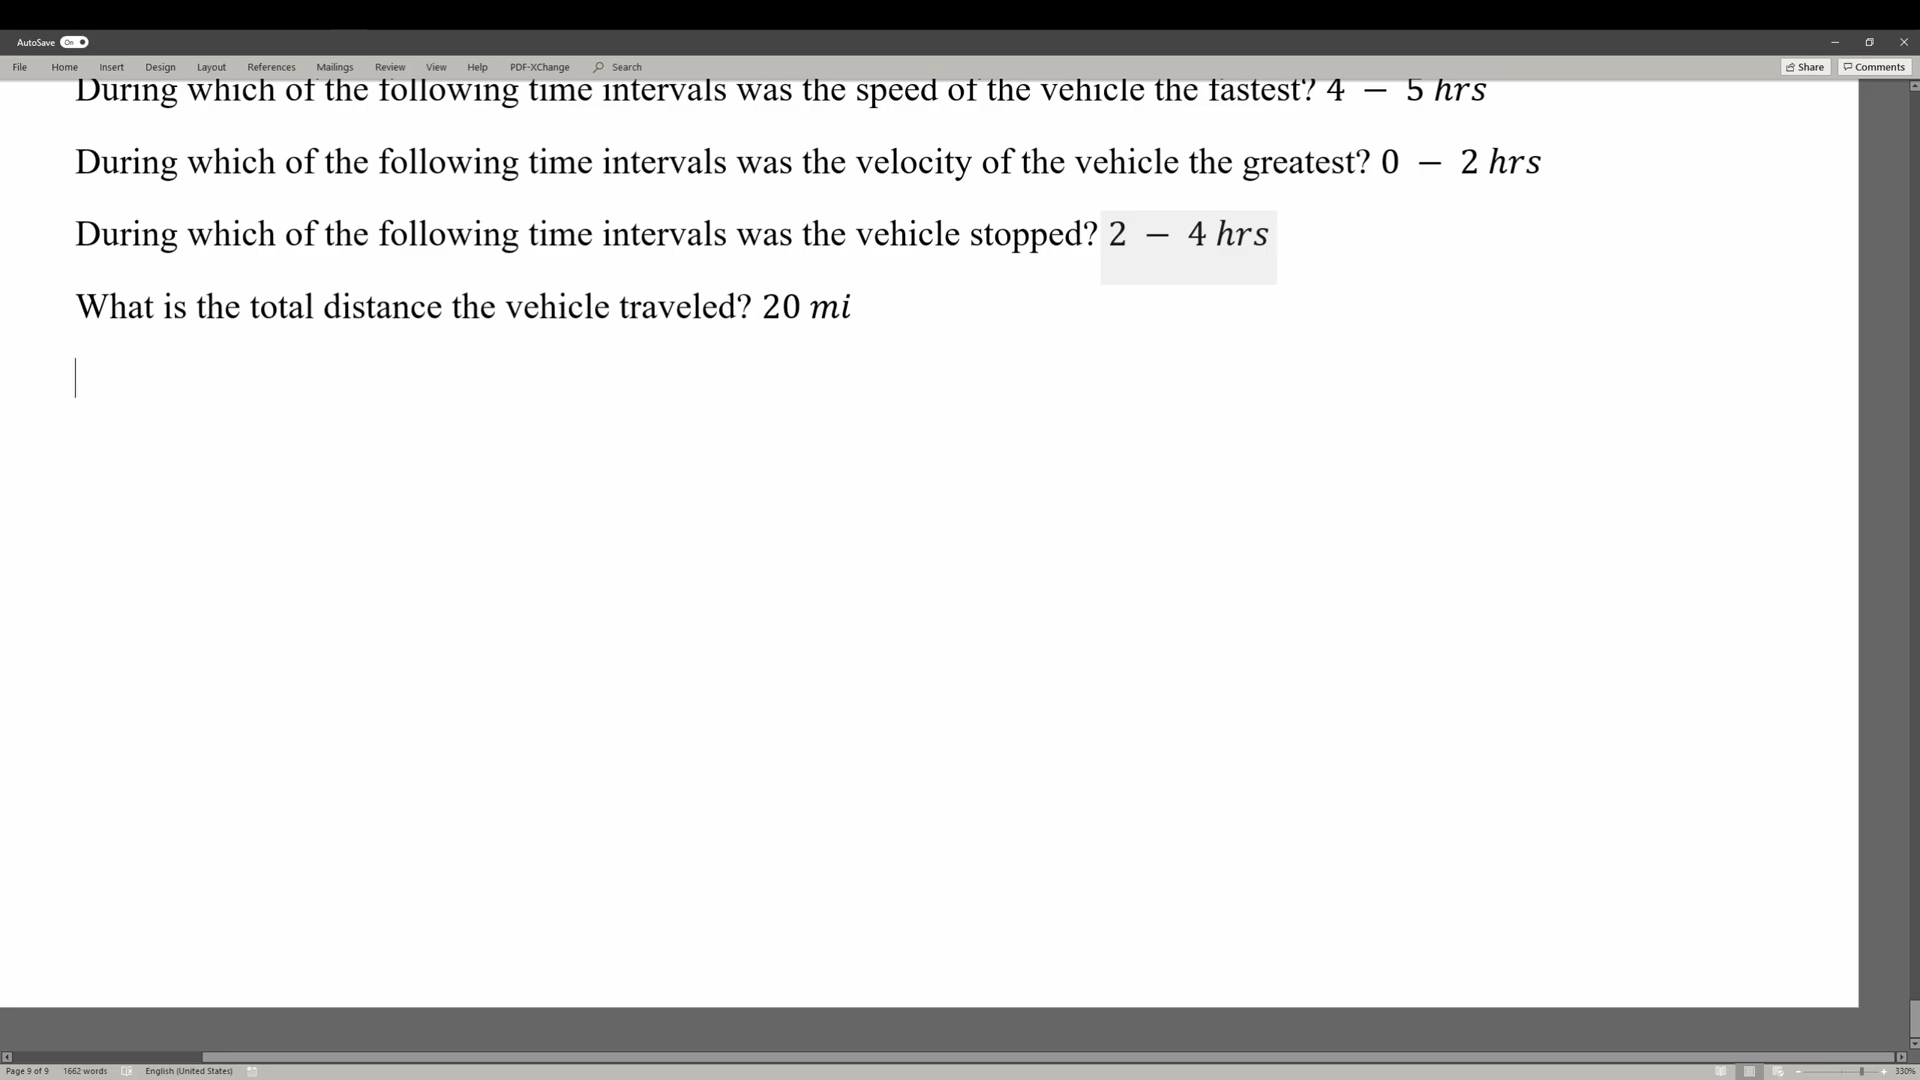 AutoSave On
File Home Insert Design Layout References Mailings Review View Help PDF-XChange Search Share Comments
During which of the following time intervals was the speed of the vehicle the fastest? 4 − 5 hrs
During which of the following time intervals was the velocity of the vehicle the greatest? 0 − 2 hrs
During which of the following time intervals was the vehicle stopped? 2 − 4 hrs
What is the total distance the vehicle traveled? 20 mi
Page 9 of 9 1662 words English (United States) 330%